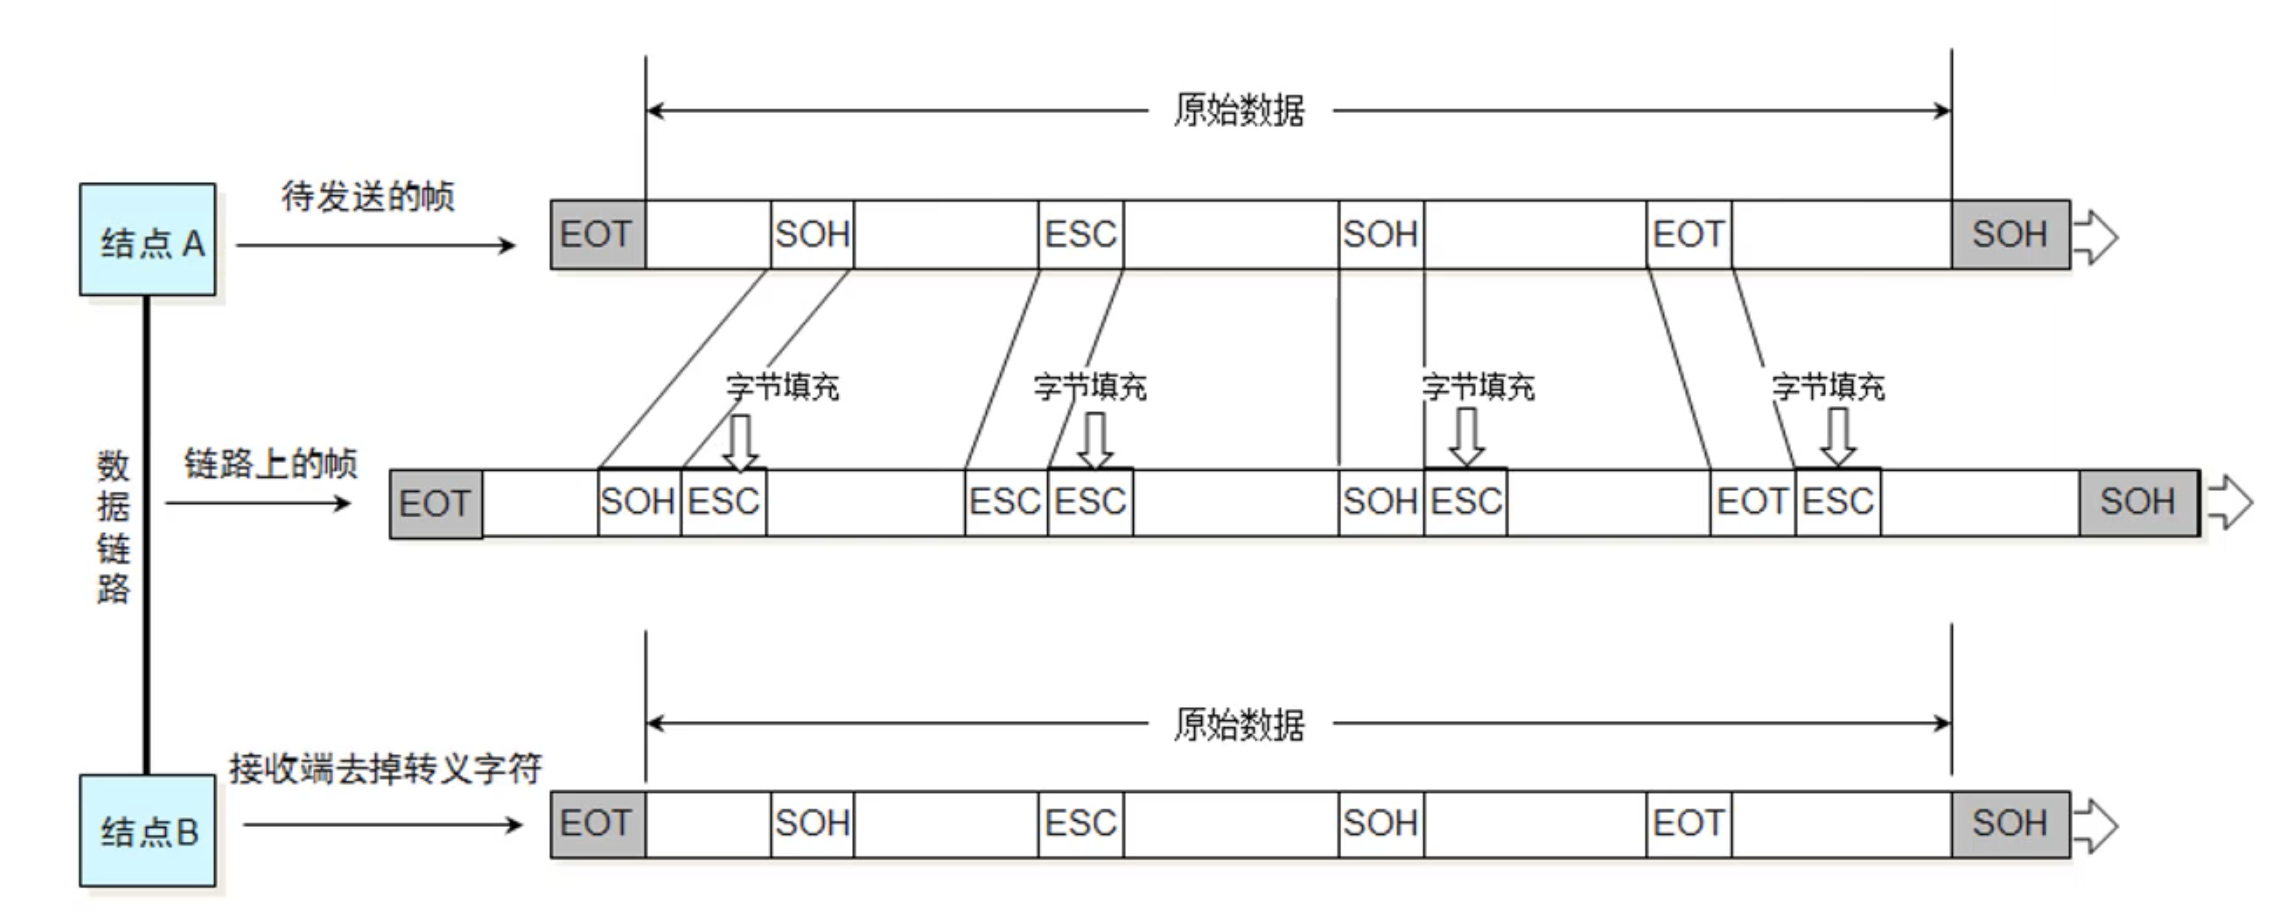 原始数据
待发送的帧
结点 A
EOT SOH ESC SOH EOT SOH
字节填充 字节填充 字节填充 字节填充
数据链路
链路上的帧
EOT SOH ESC ESC ESC SOH ESC EOT ESC SOH
原始数据
接收端去掉转义字符
结点B
EOT SOH ESC SOH EOT SOH